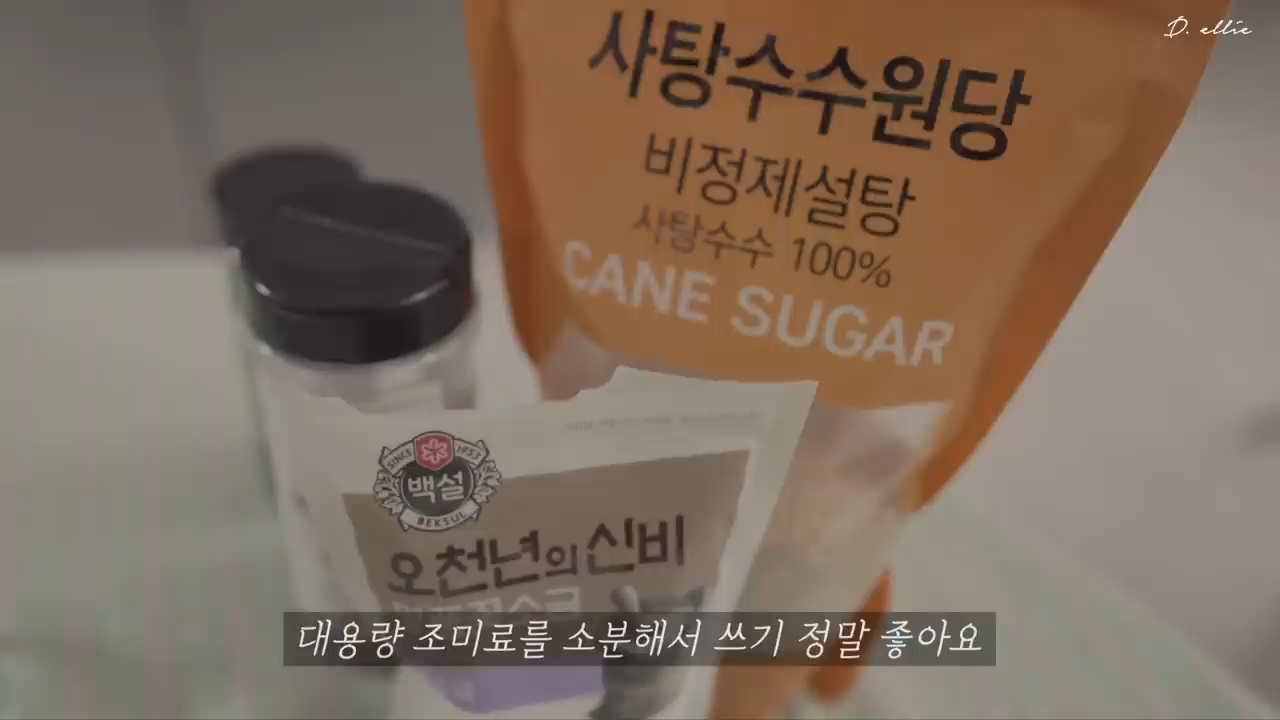 D. ellie
사탕수수원당
비정제설탕
사탕수수 100%
CANE SUGAR
SINCE 1953
백설
BEKSUL
오천년의신비
대용량 조미료를 소분해서 쓰기 정말 좋아요